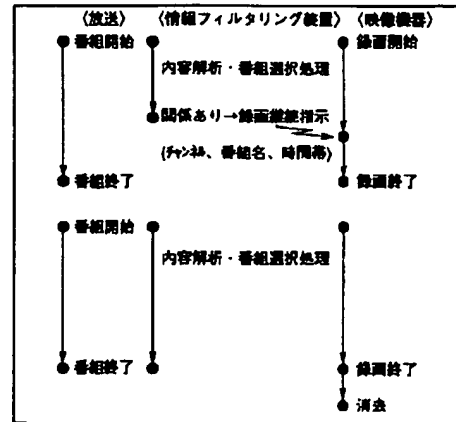 〈放送〉 〈情報フィルタリング装置〉 〈映像機器〉
番組開始 録画開始
内容解析・番組選択処理
関係あり→録画継続指示
(チャンネル、番組名、時間帯)
番組終了 録画終了
番組開始
内容解析・番組選択処理
番組終了 録画終了
消去